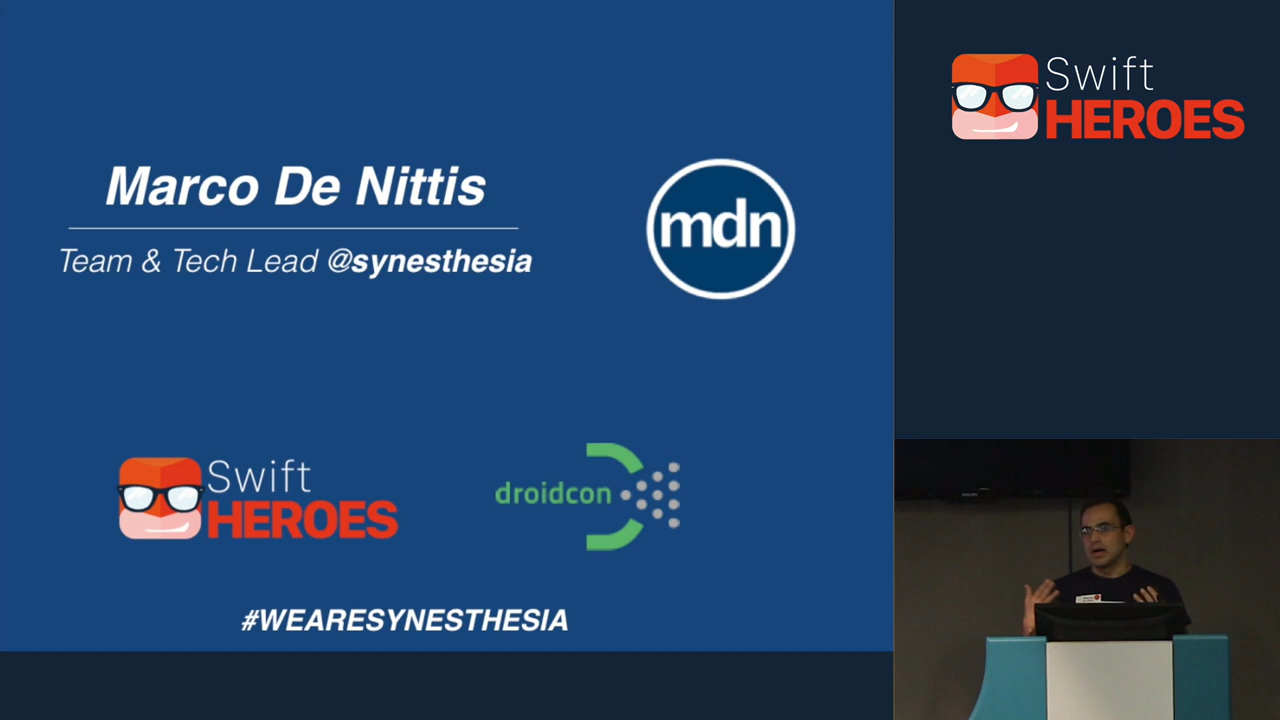 Marco De Nittis
Team & Tech Lead @synesthesia
mdn
Swift
HEROES
droidcon
#WEARESYNESTHESIA
Swift
HEROES